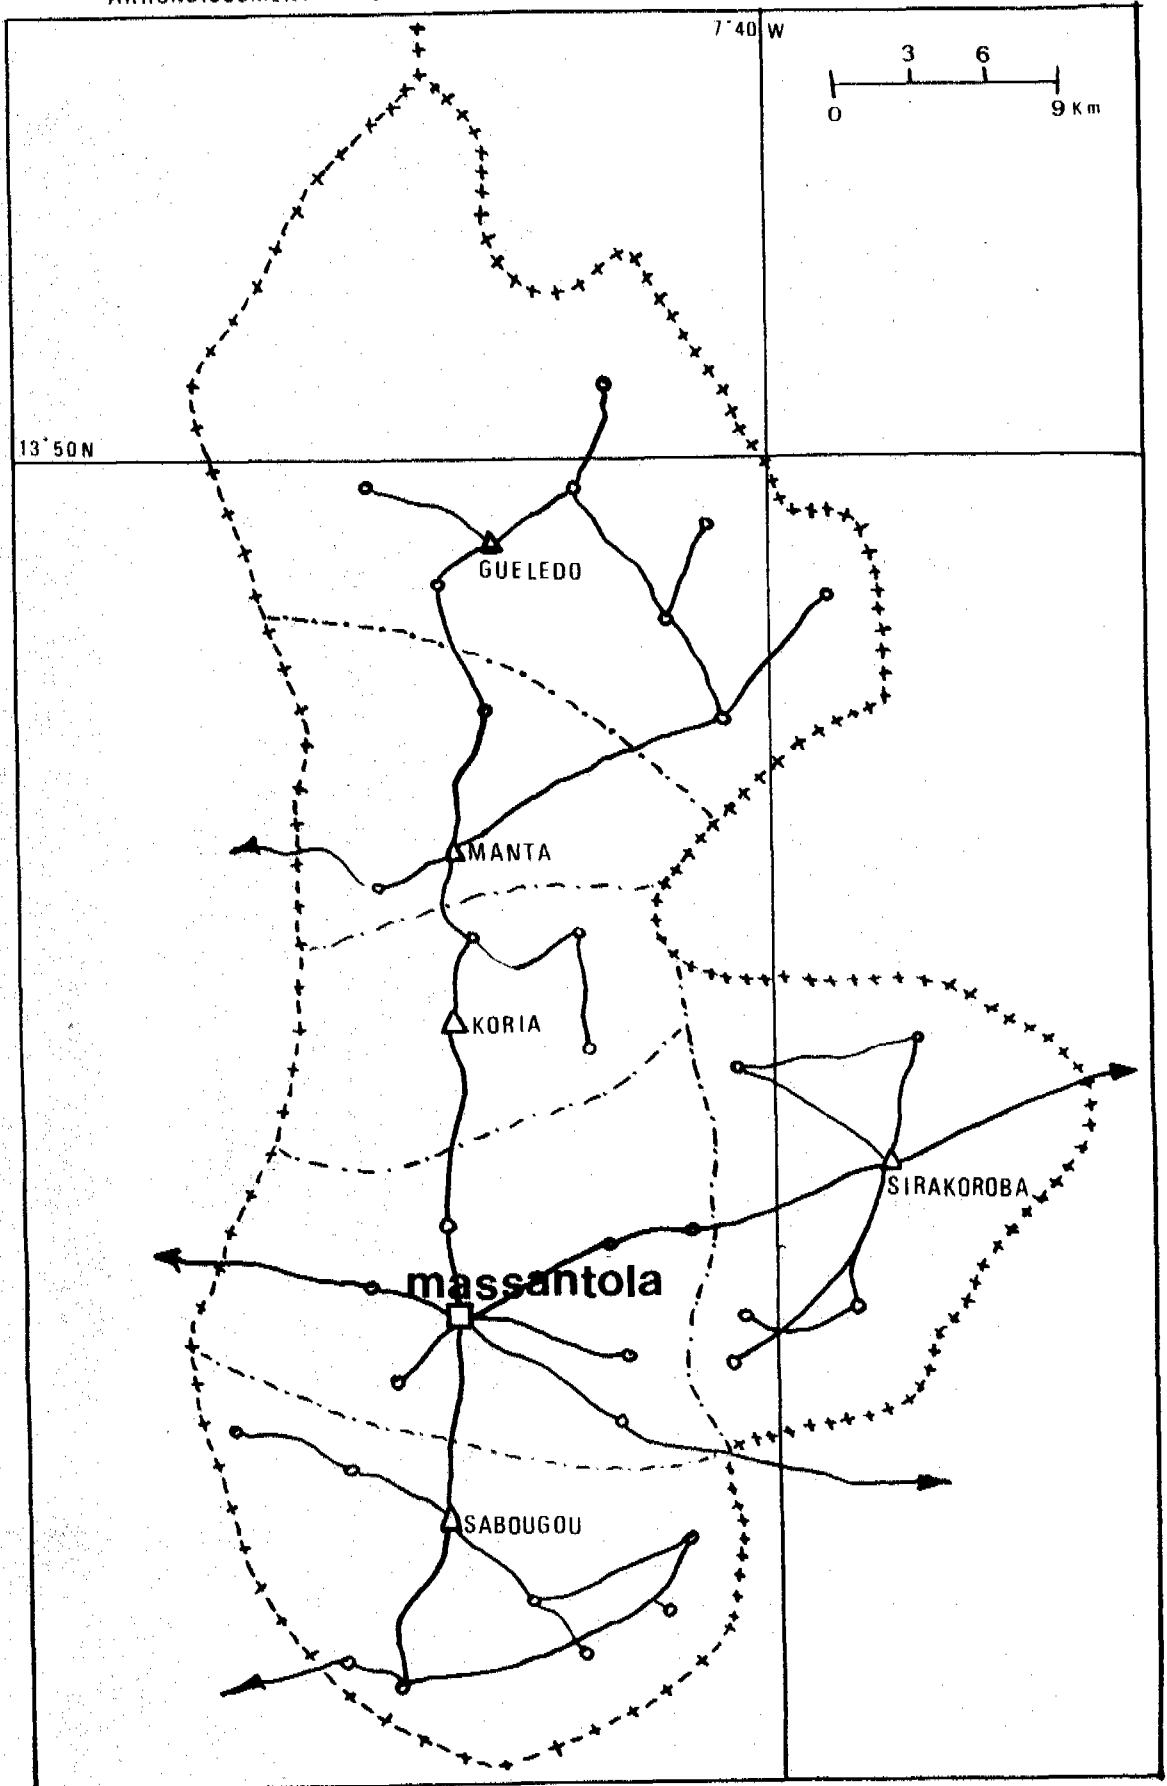 7°40' W
3 6
0 9 Km
13°50 N
GUELEDO
MANTA
KORIA
SIRAKOROBA
massantola
SABOUGOU